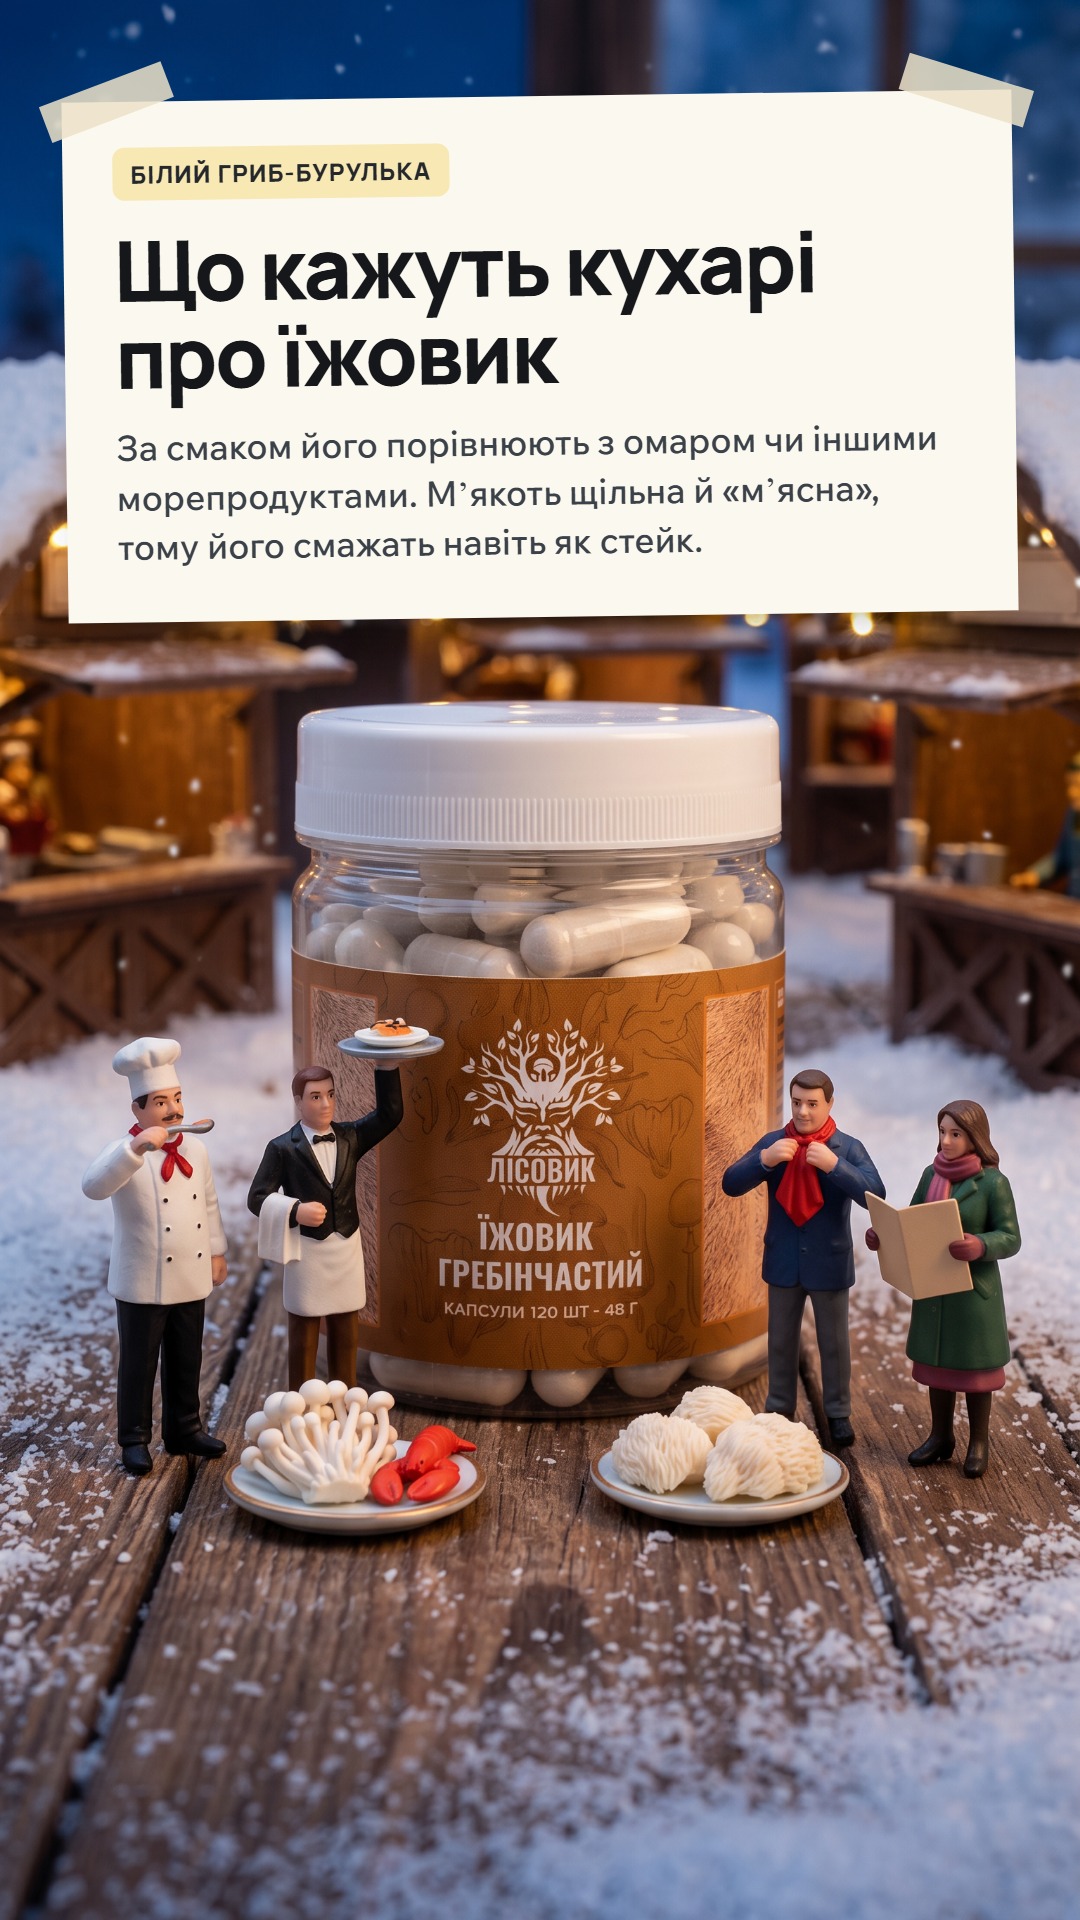 БІЛИЙ ГРИБ-БУРУЛЬКА
Що кажуть кухарі
про їжовик
За смаком його порівнюють з омаром чи іншими
морепродуктами. М’якоть щільна й «м’ясна»,
тому його смажать навіть як стейк.
ЛІСОВИК
ЇЖОВИК
ГРЕБІНЧАСТИЙ
КАПСУЛИ 120 ШТ - 48 Г